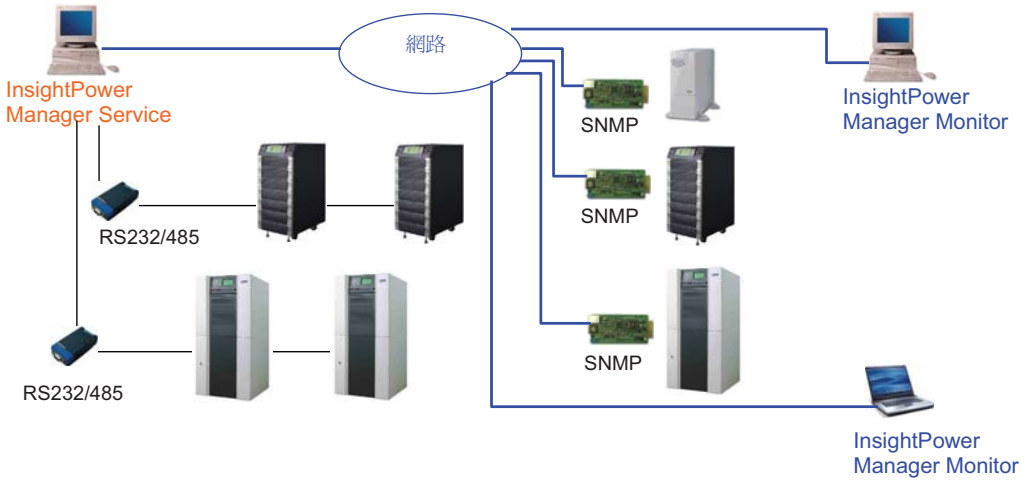 網路
InsightPower
Manager Service
SNMP
InsightPower
Manager Monitor
SNMP
RS232/485
SNMP
RS232/485
InsightPower
Manager Monitor